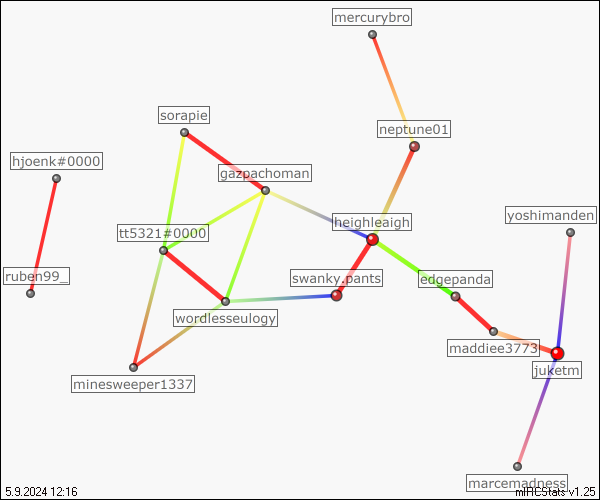 mercurybro
sorapie
neptune01
hjoenk#0000
gazpachoman
yoshimanden
heighleaigh
tt5321#0000
ruben99_
swanky.pants
edgepanda
wordlesseulogy
maddiee3773
juketm
minesweeper1337
marcemadness
5.9.2024 12:16
mIRCStats v1.25